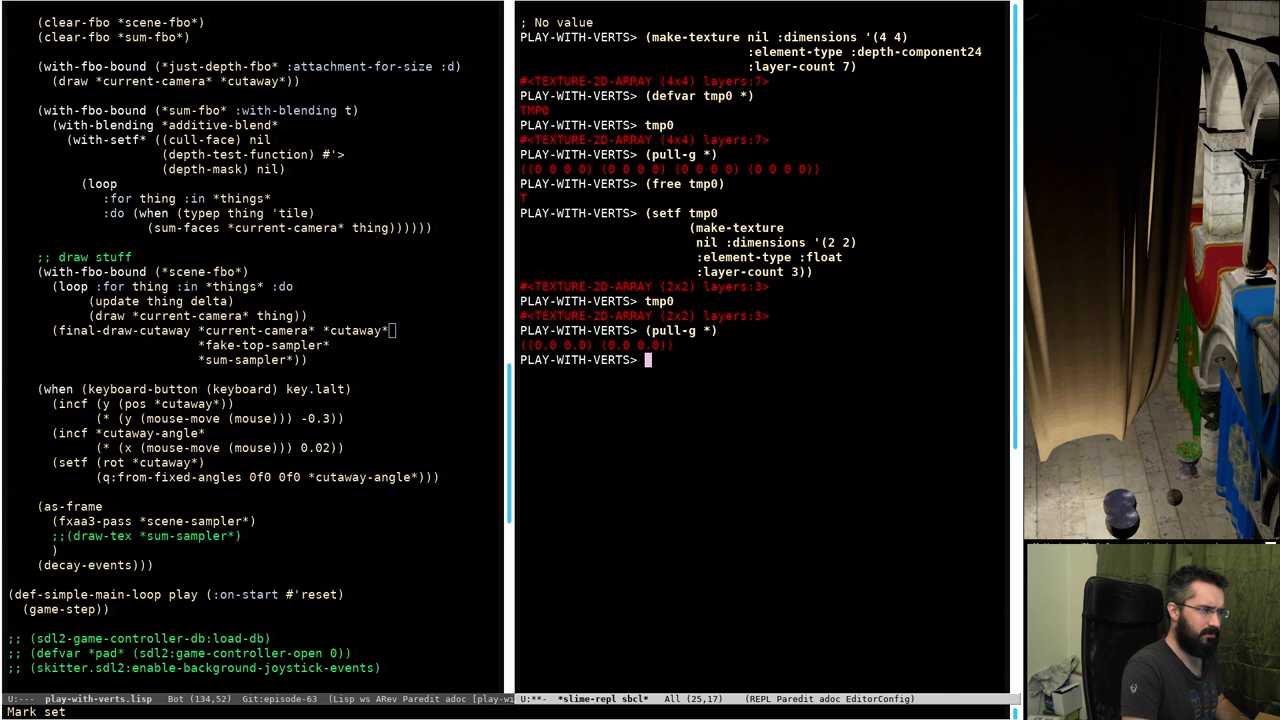 (clear-fbo *scene-fbo*)
(clear-fbo *sum-fbo*)
(with-fbo-bound (*just-depth-fbo* :attachment-for-size :d)
(draw *current-camera* *cutaway*))
(with-fbo-bound (*sum-fbo* :with-blending t)
(with-blending *additive-blend*
(with-setf* ((cull-face) nil
(depth-test-function) #'>
(depth-mask) nil)
(loop
:for thing :in *things*
:do (when (typep thing 'tile)
(sum-faces *current-camera* thing))))))
;; draw stuff
(with-fbo-bound (*scene-fbo*)
(loop :for thing :in *things* :do
(update thing delta)
(draw *current-camera* thing))
(final-draw-cutaway *current-camera* *cutaway*
*fake-top-sampler*
*sum-sampler*))
(when (keyboard-button (keyboard) key.lalt)
(incf (y (pos *cutaway*))
(* (y (mouse-move (mouse))) -0.3))
(incf *cutaway-angle*
(* (x (mouse-move (mouse))) 0.02))
(setf (rot *cutaway*)
(q:from-fixed-angles 0f0 0f0 *cutaway-angle*)))
(as-frame
(fxaa3-pass *scene-sampler*)
;;(draw-tex *sum-sampler*)
)
(decay-events)))
(def-simple-main-loop play (:on-start #'reset)
(game-step))
;; (sdl2-game-controller-db:load-db)
;; (defvar *pad* (sdl2:game-controller-open 0))
;; (skitter.sdl2:enable-background-joystick-events)
U:--- play-with-verts.lisp Bot (134,52) Git:episode-63 (Lisp ws ARev Paredit adoc [play-wi
Mark set
; No value
PLAY-WITH-VERTS> (make-texture nil :dimensions '(4 4)
:element-type :depth-component24
:layer-count 7)
#<TEXTURE-2D-ARRAY (4x4) layers:7>
PLAY-WITH-VERTS> (defvar tmp0 *)
TMP0
PLAY-WITH-VERTS> tmp0
#<TEXTURE-2D-ARRAY (4x4) layers:7>
PLAY-WITH-VERTS> (pull-g *)
((0 0 0 0) (0 0 0 0) (0 0 0 0) (0 0 0 0))
PLAY-WITH-VERTS> (free tmp0)
T
PLAY-WITH-VERTS> (setf tmp0
(make-texture
nil :dimensions '(2 2)
:element-type :float
:layer-count 3))
#<TEXTURE-2D-ARRAY (2x2) layers:3>
PLAY-WITH-VERTS> tmp0
#<TEXTURE-2D-ARRAY (2x2) layers:3>
PLAY-WITH-VERTS> (pull-g *)
((0.0 0.0) (0.0 0.0))
PLAY-WITH-VERTS>
U:**- *slime-repl sbcl* All (25,17) (REPL Paredit adoc EditorConfig)